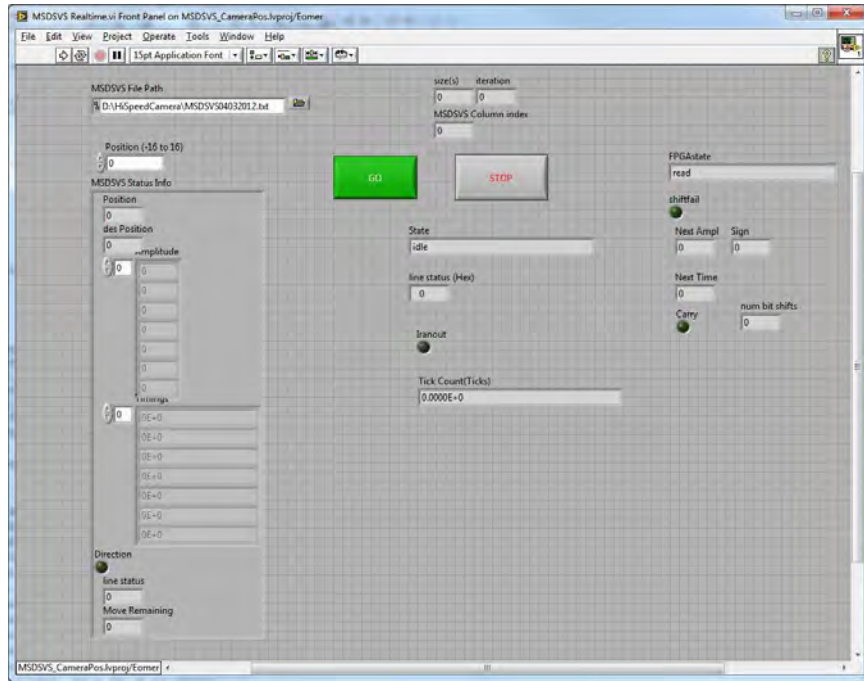 MSDSVS Realtime.vi Front Panel on MSDSVS_CameraPos.lvproj/Eomer
File Edit View Project Operate Tools Window Help
15pt Application Font
MSDSVS File Path
D:\HiSpeedCamera\MSDSVS04032012.txt
size(s) iteration
0 0
MSDSVS Column index
0
Position (-16 to 16)
0
GO
STOP
FPGAstate
read
MSDSVS Status Info
Position
0
des Position
0
Amplitude
0
0
0
0
0
0
0
0
Timings
0
0E+0
0E+0
0E+0
0E+0
0E+0
0E+0
0E+0
Direction
line status
0
Move Remaining
0
State
idle
line status (Hex)
0
Iranout
Tick Count(Ticks)
0.0000E+0
shiftfail
Next Ampl Sign
0 0
Next Time
0
Carry
num bit shifts
0
MSDSVS_CameraPos.lvproj/Eomer